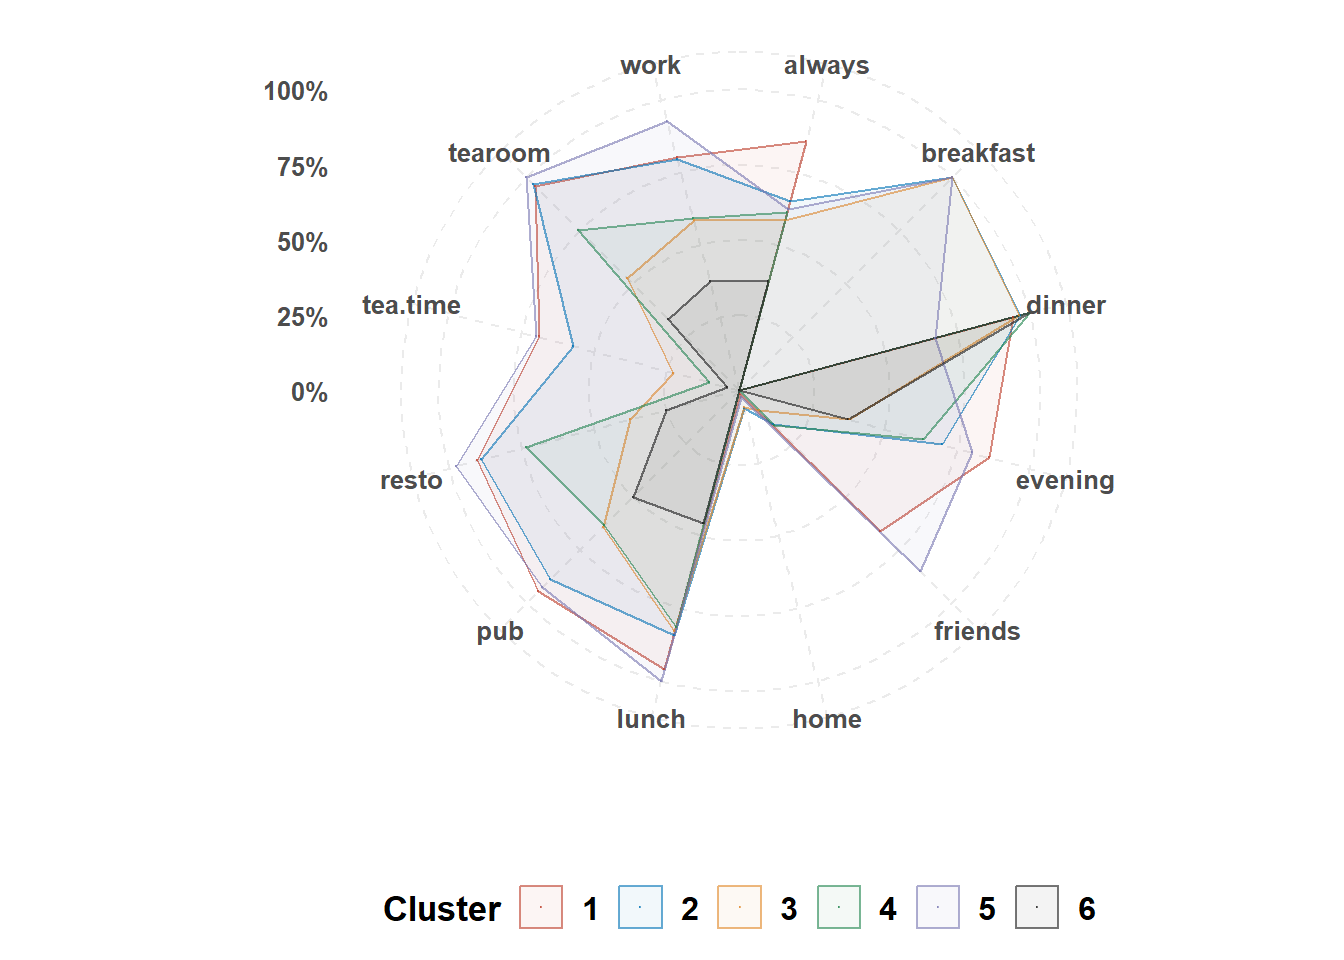 work always
100%
tearoom breakfast
75%
50%
tea.time dinner
25%
0%
resto evening
pub friends
lunch home
Cluster 1 2 3 4 5 6